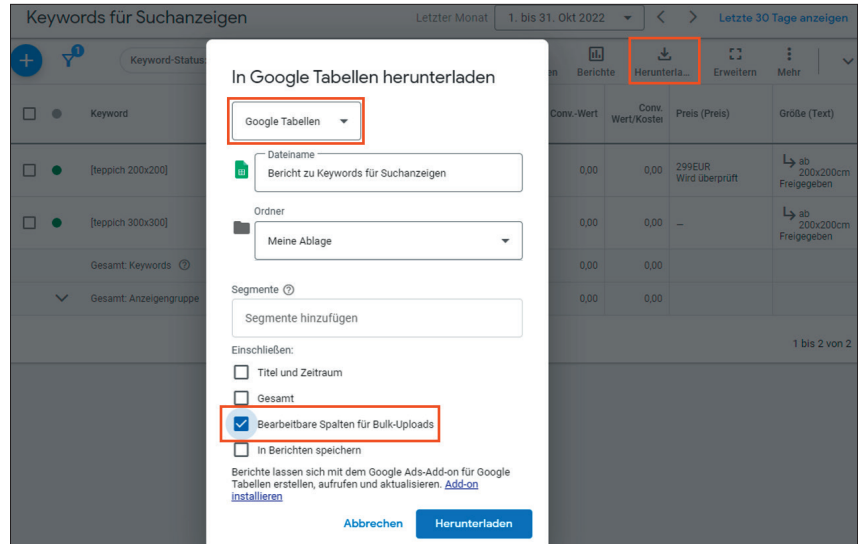 Keywords für Suchanzeigen
Letzter Monat 1. bis 31. Okt 2022 Letzte 30 Tage anzeigen
1
Keyword-Status:
en Berichte Herunterla... Erweitern Mehr
Keyword Conv.-Wert Conv. Wert/Kosten Preis (Preis) Größe (Text)
[teppich 200x200] 0,00 0,00 299EUR ab
Wird überprüft 200x200cm
Freigegeben
[teppich 300x300] 0,00 0,00 – ab
200x200cm
Freigegeben
Gesamt: Keywords 0,00 0,00
Gesamt: Anzeigengruppe 0,00 0,00
1 bis 2 von 2
In Google Tabellen herunterladen
Google Tabellen
Dateiname
Bericht zu Keywords für Suchanzeigen
Ordner
Meine Ablage
Segmente
Segmente hinzufügen
Einschließen:
Titel und Zeitraum
Gesamt
Bearbeitbare Spalten für Bulk-Uploads
In Berichten speichern
Berichte lassen sich mit dem Google Ads-Add-on für Google
Tabellen erstellen, aufrufen und aktualisieren. Add-on
installieren
Abbrechen Herunterladen